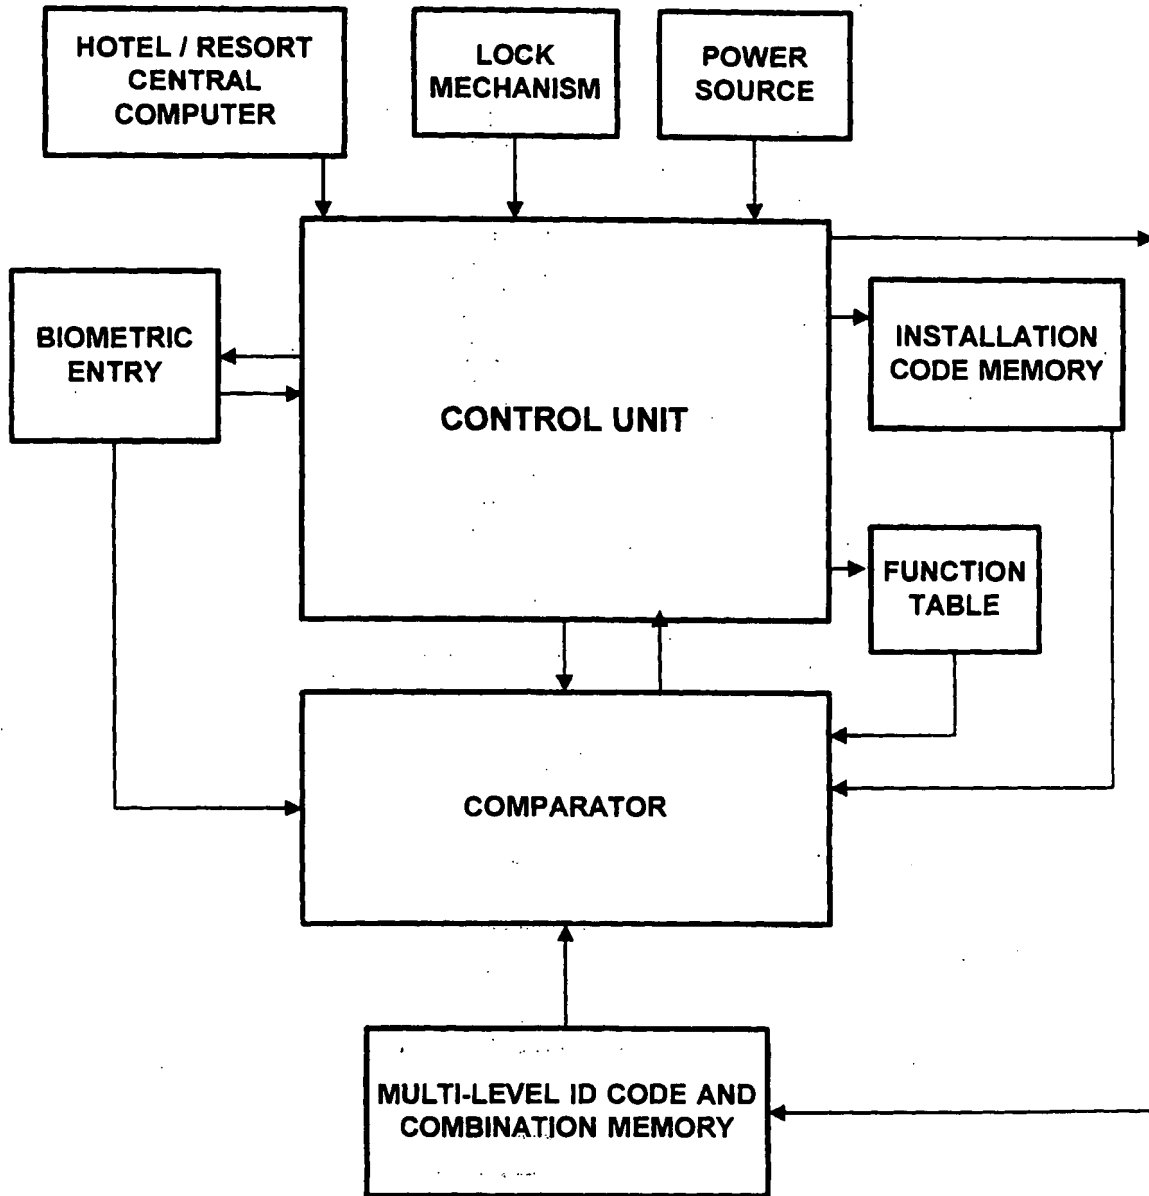 HOTEL / RESORT
CENTRAL
COMPUTER
LOCK
MECHANISM
POWER
SOURCE
BIOMETRIC
ENTRY
CONTROL UNIT
INSTALLATION
CODE MEMORY
FUNCTION
TABLE
COMPARATOR
MULTI-LEVEL ID CODE AND
COMBINATION MEMORY